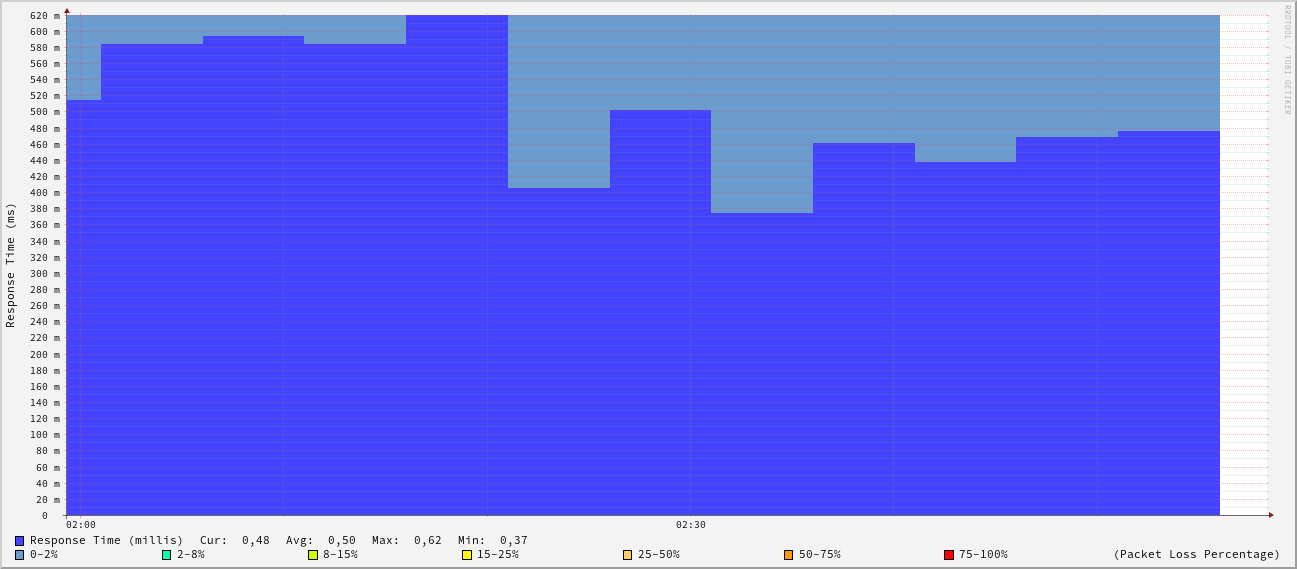 RRDTOOL / TOBI OETIKER
Response Time (ms)
620 m
600 m
580 m
560 m
540 m
520 m
500 m
480 m
460 m
440 m
420 m
400 m
380 m
360 m
340 m
320 m
300 m
280 m
260 m
240 m
220 m
200 m
180 m
160 m
140 m
120 m
100 m
80 m
60 m
40 m
20 m
0
02:00 02:30
Response Time (millis) Cur: 0,48 Avg: 0,50 Max: 0,62 Min: 0,37
0-2% 2-8% 8-15% 15-25% 25-50% 50-75% 75-100% (Packet Loss Percentage)